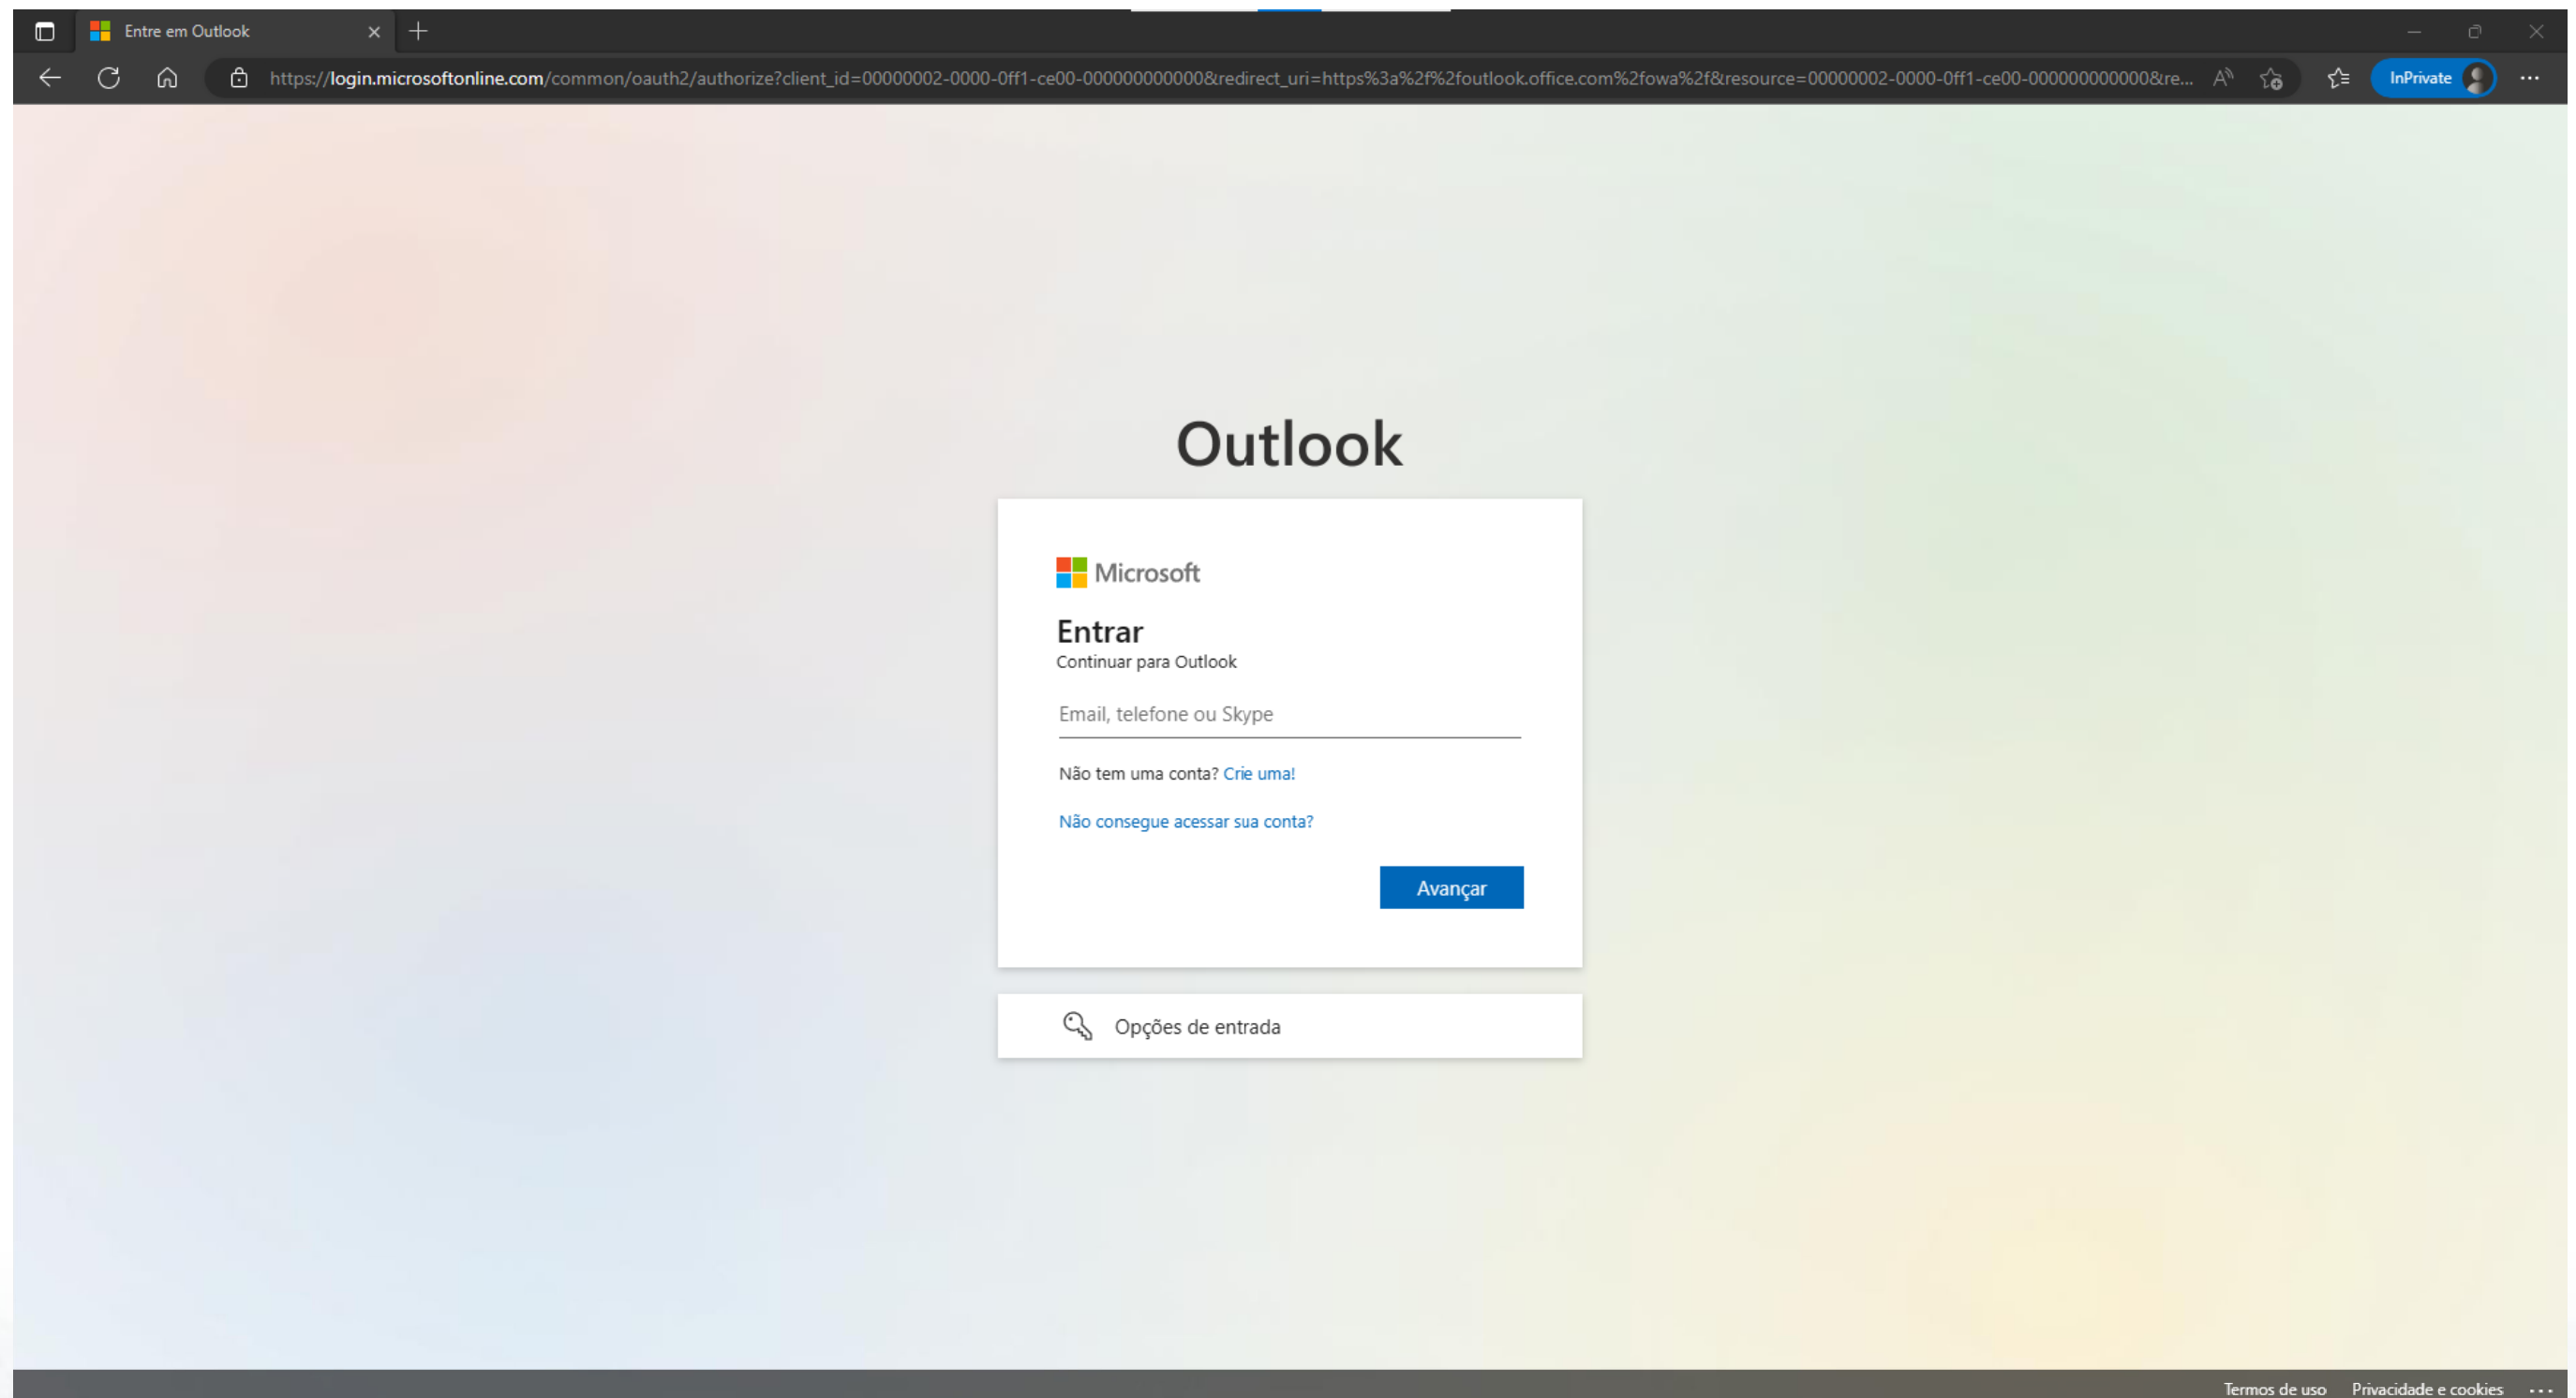 Entre em Outlook
https://login.microsoftonline.com/common/oauth2/authorize?client_id=00000002-0000-0ff1-ce00-000000000000&redirect_uri=https%3a%2f%2foutlook.office.com%2fowa%2f&resource=00000002-0000-0ff1-ce00-000000000000&re...
InPrivate
Outlook
Microsoft
Entrar
Continuar para Outlook
Email, telefone ou Skype
Não tem uma conta? Crie uma!
Não consegue acessar sua conta?
Avançar
Opções de entrada
Termos de uso Privacidade e cookies ...